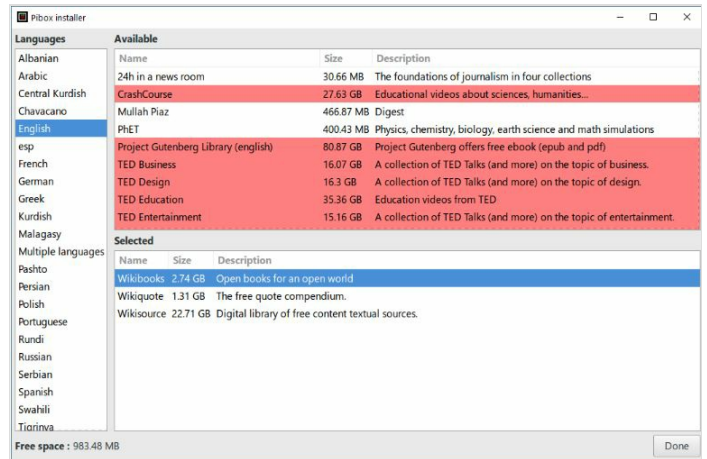 Pibox installer
Languages
Albanian
Arabic
Central Kurdish
Chavacano
English
esp
French
German
Greek
Kurdish
Malagasy
Multiple languages
Pashto
Persian
Polish
Portuguese
Rundi
Russian
Serbian
Spanish
Swahili
Tigrinya
Available
Name Size Description
24h in a news room 30.66 MB The foundations of journalism in four collections
CrashCourse 27.63 GB Educational videos about sciences, humanities...
Mullah Piaz 466.87 MB Digest
PhET 400.43 MB Physics, chemistry, biology, earth science and math simulations
Project Gutenberg Library (english) 80.87 GB Project Gutenberg offers free ebook (epub and pdf)
TED Business 16.07 GB A collection of TED Talks (and more) on the topic of business.
TED Design 16.3 GB A collection of TED Talks (and more) on the topic of design.
TED Education 35.36 GB Education videos from TED
TED Entertainment 15.16 GB A collection of TED Talks (and more) on the topic of entertainment.
Selected
Name Size Description
Wikibooks 2.74 GB Open books for an open world
Wikiquote 1.31 GB The free quote compendium.
Wikisource 22.71 GB Digital library of free content textual sources.
Free space : 983.48 MB
Done